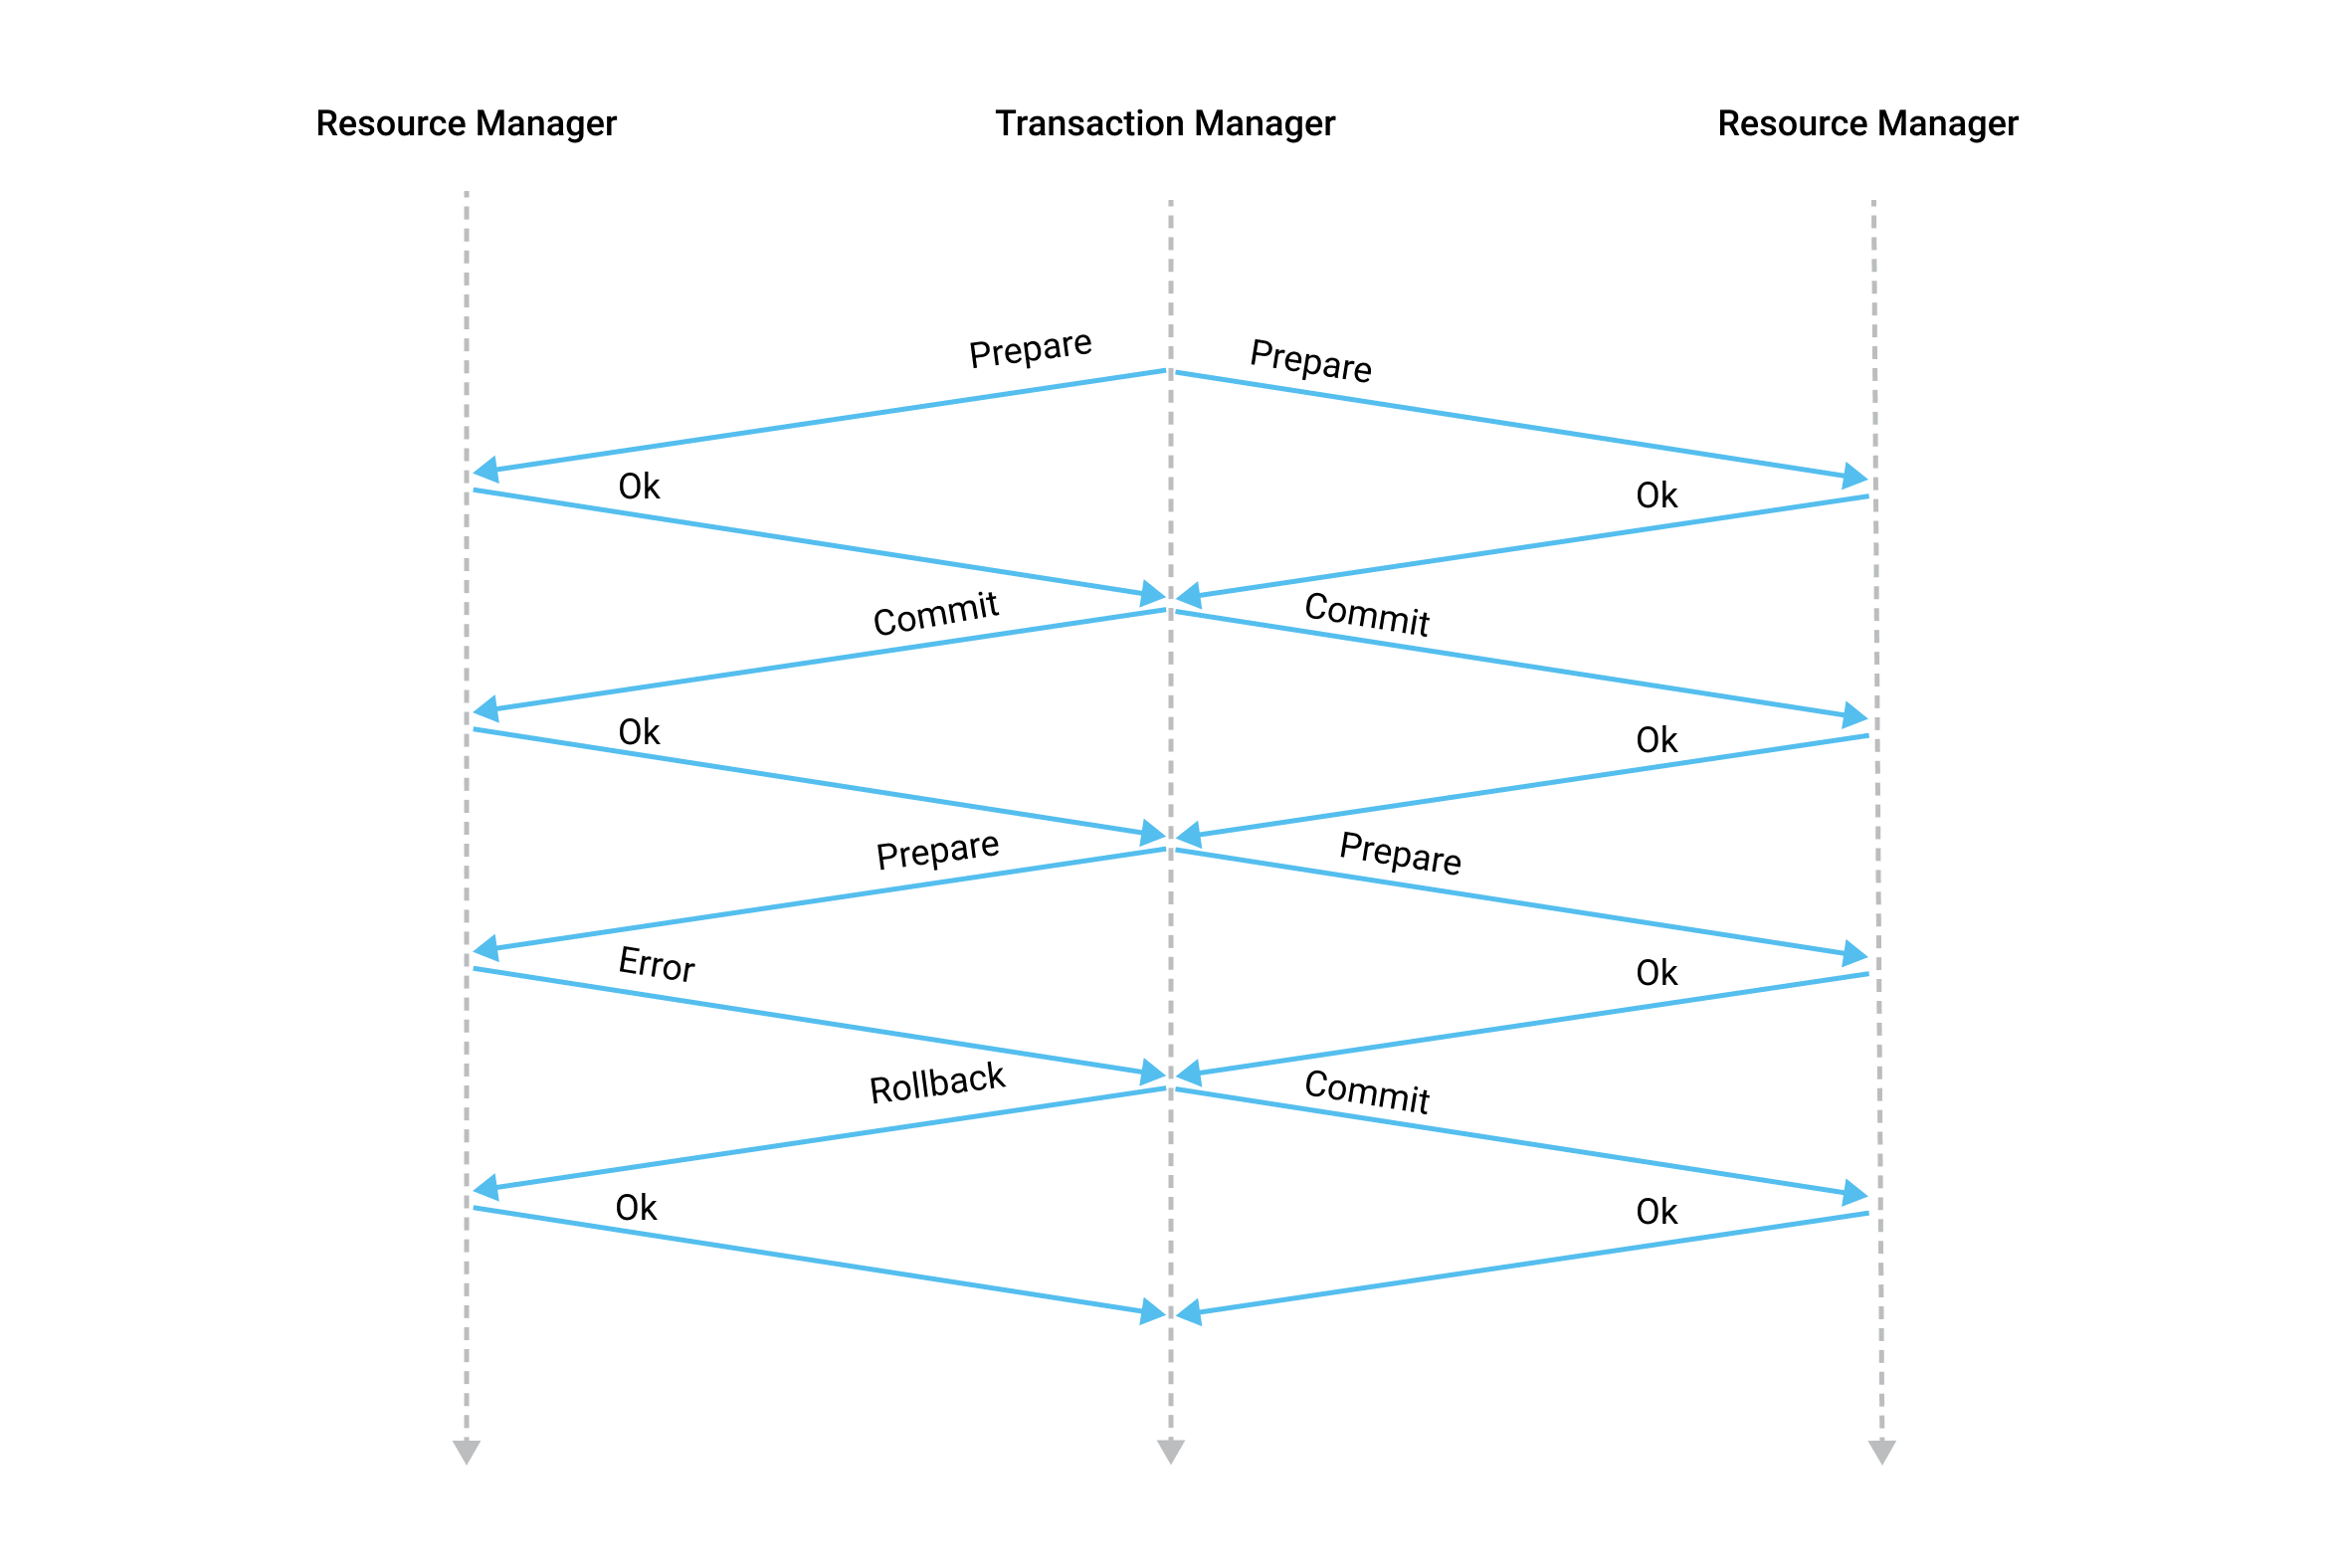 Resource Manager
Transaction Manager
Resource Manager
Prepare
Prepare
Ok
Ok
Commit
Commit
Ok
Ok
Prepare
Prepare
Error
Ok
Rollback
Commit
Ok
Ok